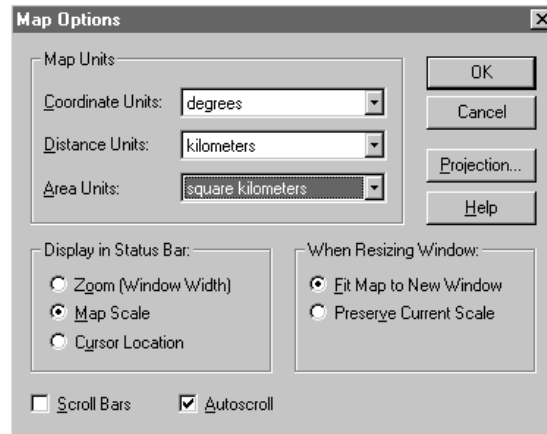 Map Options
Map Units
Coordinate Units: degrees
Distance Units: kilometers
Area Units: square kilometers
OK
Cancel
Projection...
Help
Display in Status Bar:
Zoom (Window Width)
Map Scale
Cursor Location
When Resizing Window:
Fit Map to New Window
Preserve Current Scale
Scroll Bars
Autoscroll